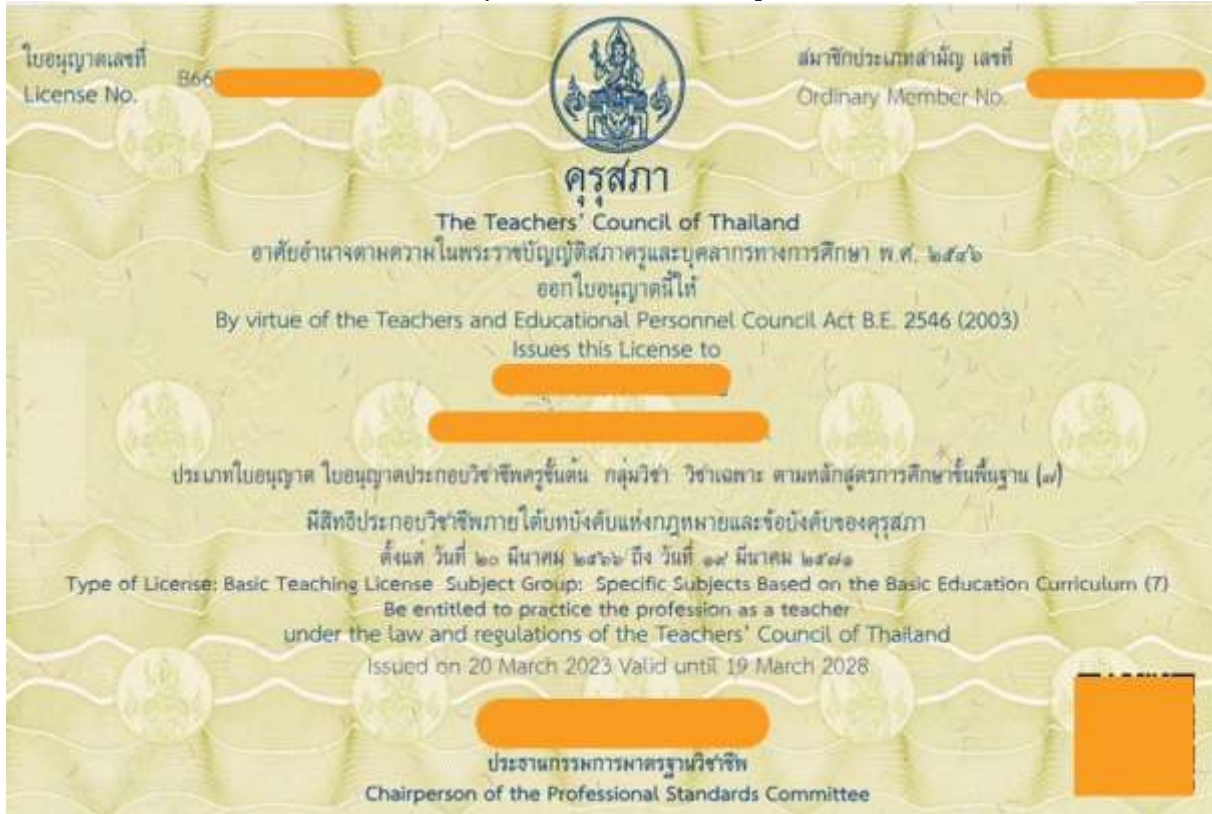 ใบอนุญาตเลขที่
License No. B66
สมาชิกประเภทสามัญ เลขที่
Ordinary Member No.
คุรุสภา
The Teachers' Council of Thailand
อาศัยอำนาจตามความในพระราชบัญญัติสภาครูและบุคลากรทางการศึกษา พ.ศ. ๒๕๔๖
ออกใบอนุญาตนี้ให้
By virtue of the Teachers and Educational Personnel Council Act B.E. 2546 (2003)
Issues this License to
ประเภทใบอนุญาต ใบอนุญาตประกอบวิชาชีพครูชั้นต้น กลุ่มวิชา วิชาเฉพาะ ตามหลักสูตรการศึกษาขั้นพื้นฐาน (๗)
มีสิทธิประกอบวิชาชีพภายใต้บทบังคับแห่งกฎหมายและข้อบังคับของคุรุสภา
ตั้งแต่ วันที่ ๒๐ มีนาคม ๒๕๖๖ ถึง วันที่ ๑๙ มีนาคม ๒๕๗๑
Type of License: Basic Teaching License Subject Group: Specific Subjects Based on the Basic Education Curriculum (7)
Be entitled to practice the profession as a teacher
under the law and regulations of the Teachers' Council of Thailand
Issued on 20 March 2023 Valid until 19 March 2028
ประธานกรรมการมาตรฐานวิชาชีพ
Chairperson of the Professional Standards Committee